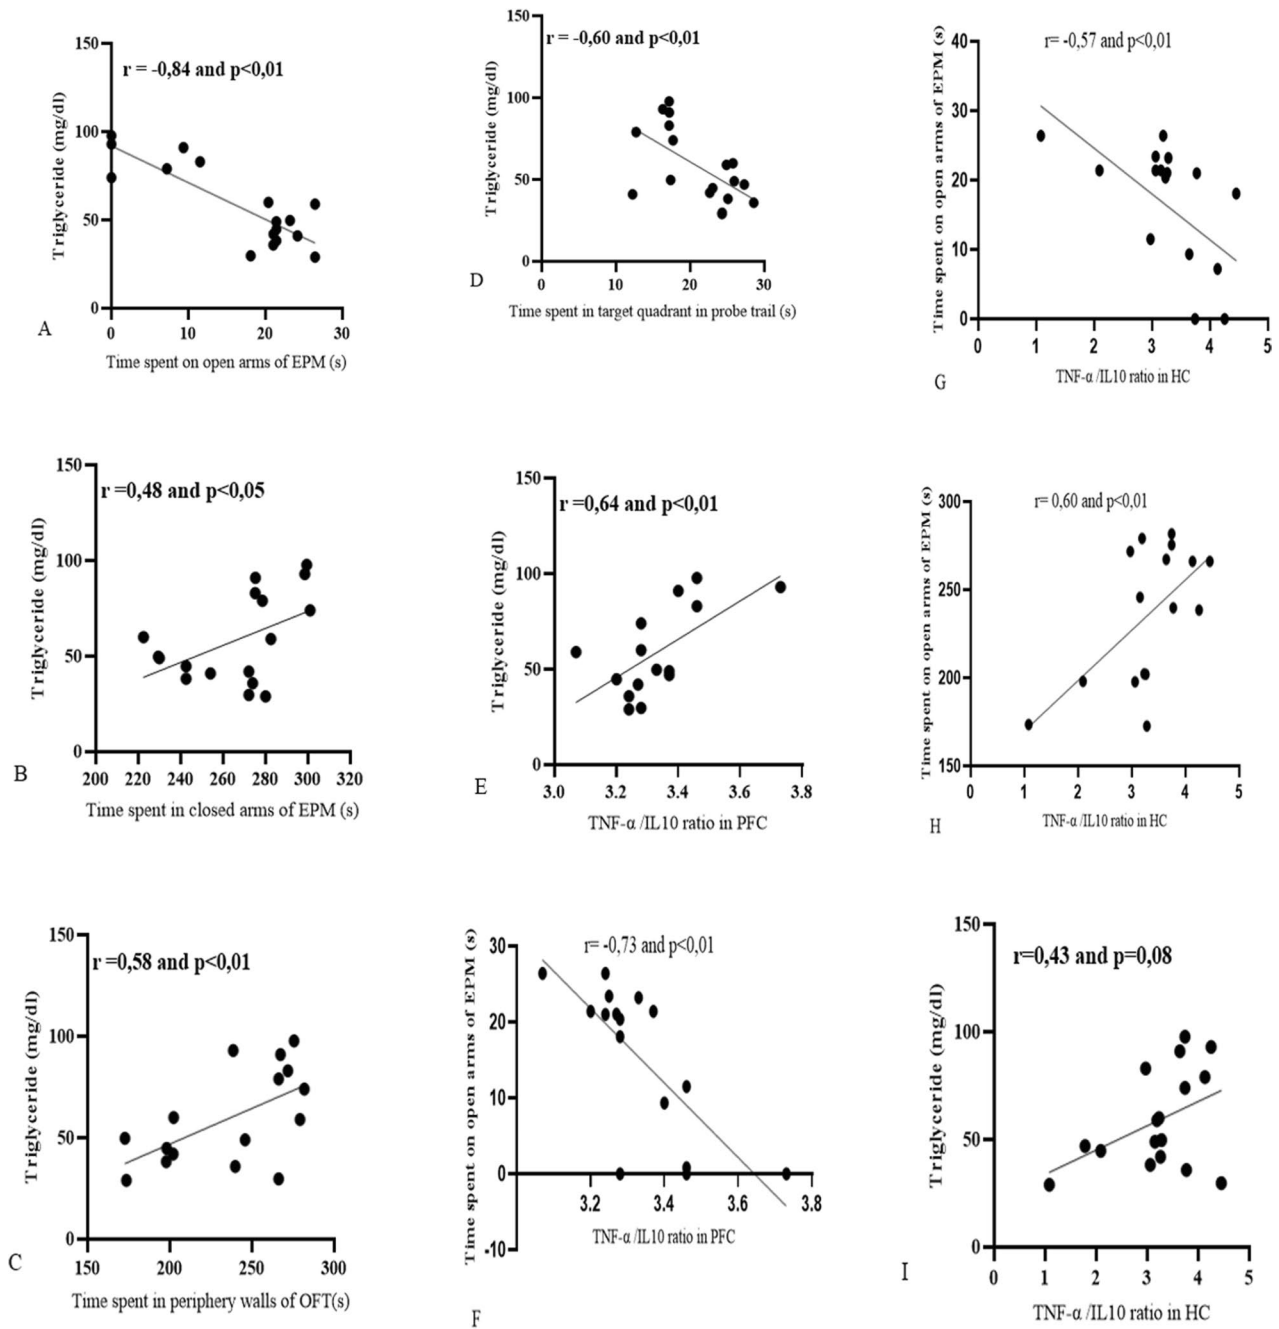 150
r = -0,84 and p<0,01
100
50
0
Triglyceride (mg/dl)
0 10 20 30
Time spent on open arms of EPM (s)
A
150
r = -0,60 and p<0,01
100
50
0
Triglyceride (mg/dl)
0 10 20 30
Time spent in target quadrant in probe trail (s)
D
40
r= -0,57 and p<0,01
30
20
10
0
Time spent on open arms of EPM (s)
0 1 2 3 4 5
TNF-α /IL10 ratio in HC
G
150
r =0,48 and p<0,05
100
50
0
Triglyceride (mg/dl)
200 220 240 260 280 300 320
Time spent in closed arms of EPM (s)
B
150
r =0,64 and p<0,01
100
50
0
Triglyceride (mg/dl)
3.0 3.2 3.4 3.6 3.8
TNF-α /IL10 ratio in PFC
E
300
r= 0,60 and p<0,01
250
200
150
Time spent on open arms of EPM (s)
0 1 2 3 4 5
TNF-α /IL10 ratio in HC
H
150
r =0,58 and p<0,01
100
50
0
Triglyceride (mg/dl)
150 200 250 300
Time spent in periphery walls of OFT(s)
C
30
r= -0,73 and p<0,01
20
10
0
-10
Time spent on open arms of EPM (s)
3.2 3.4 3.6 3.8
TNF-α /IL10 ratio in PFC
F
150
r=0,43 and p=0,08
100
50
0
Triglyceride (mg/dl)
0 1 2 3 4 5
TNF-α /IL10 ratio in HC
I